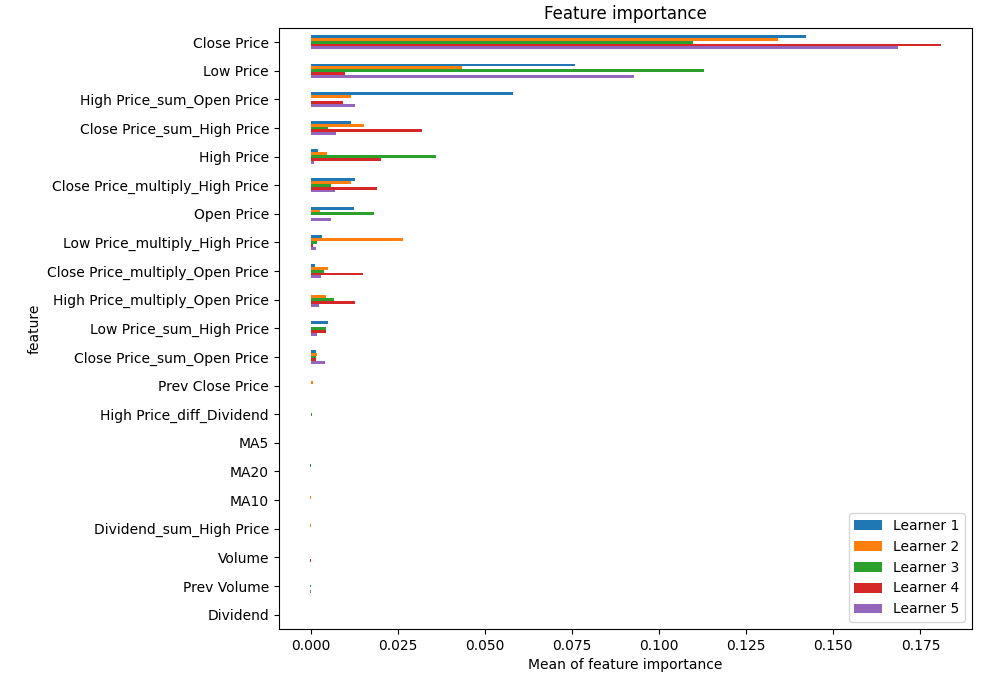 Feature importance
Close Price
Low Price
High Price_sum_Open Price
Close Price_sum_High Price
High Price
Close Price_multiply_High Price
Open Price
Low Price_multiply_High Price
Close Price_multiply_Open Price
High Price_multiply_Open Price
Low Price_sum_High Price
Close Price_sum_Open Price
Prev Close Price
High Price_diff_Dividend
MA5
MA20
MA10
Dividend_sum_High Price
Volume
Prev Volume
Dividend
feature
Learner 1
Learner 2
Learner 3
Learner 4
Learner 5
0.000 0.025 0.050 0.075 0.100 0.125 0.150 0.175
Mean of feature importance